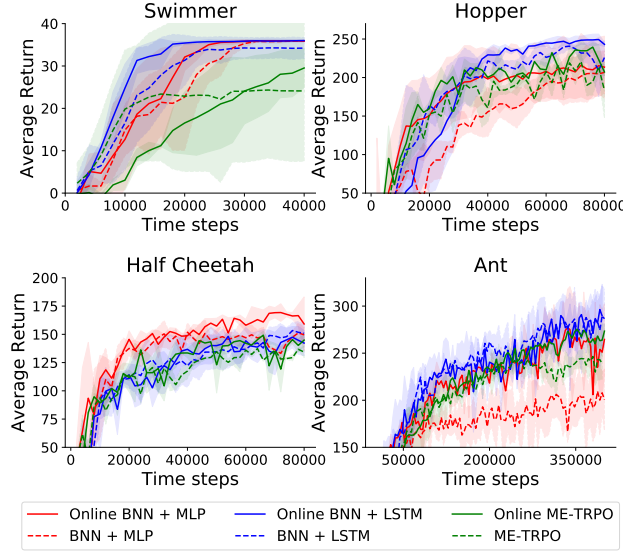 Swimmer
Hopper
40
30
20
10
0
Average Return
0 10000 20000 30000 40000
Time steps
250
200
150
100
50
Average Return
0 20000 40000 60000 80000
Time steps
Half Cheetah
Ant
200
175
150
125
100
75
50
Average Return
0 20000 40000 60000 80000
Time steps
300
250
200
150
Average Return
50000 200000 350000
Time steps
Online BNN + MLP
BNN + MLP
Online BNN + LSTM
BNN + LSTM
Online ME-TRPO
ME-TRPO